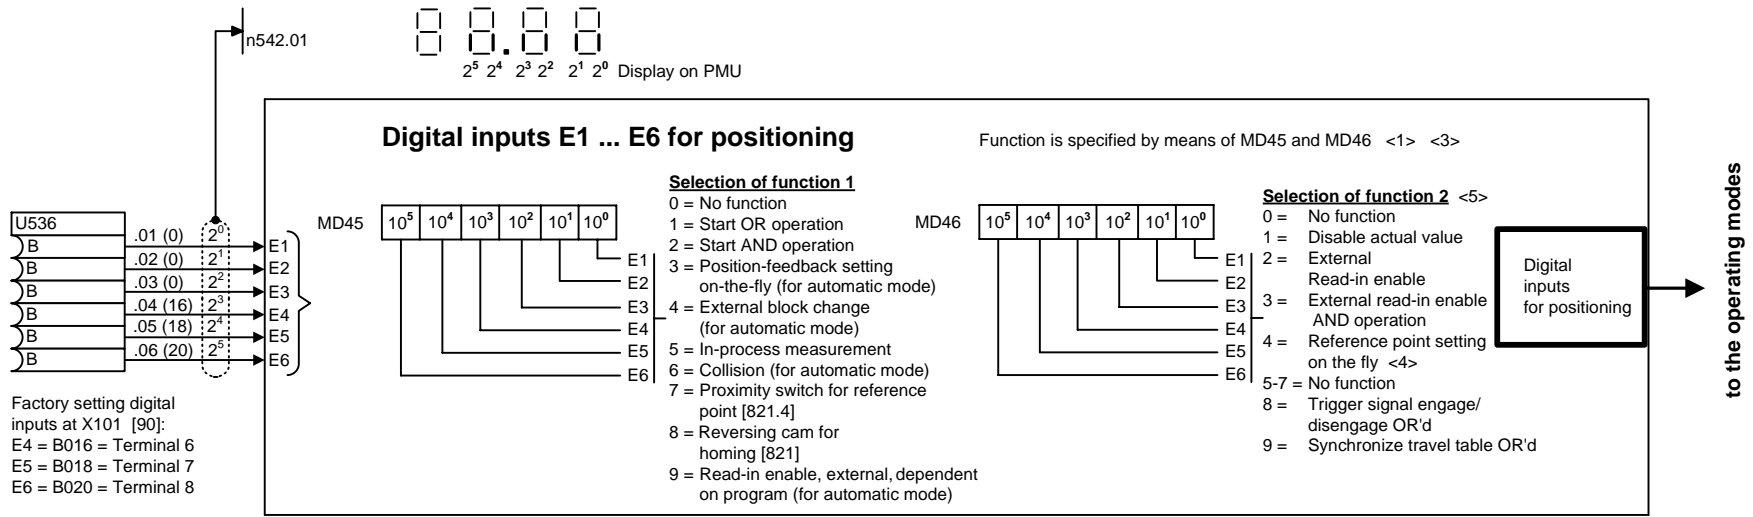 n542.01
2⁵ 2⁴ 2³ 2² 2¹ 2⁰ Display on PMU
Digital inputs E1 ... E6 for positioning
Function is specified by means of MD45 and MD46 <1> <3>
U536
B .01 (0) 2⁰ E1
B .02 (0) 2¹ E2
B .03 (0) 2² E3
B .04 (16) 2³ E4
B .05 (18) 2⁴ E5
B .06 (20) 2⁵ E6
Factory setting digital
inputs at X101 [90]:
E4 = B016 = Terminal 6
E5 = B018 = Terminal 7
E6 = B020 = Terminal 8
MD45 10⁵ 10⁴ 10³ 10² 10¹ 10⁰
E1
E2
E3
E4
E5
E6
Selection of function 1
0 = No function
1 = Start OR operation
2 = Start AND operation
3 = Position-feedback setting
on-the-fly (for automatic mode)
4 = External block change
(for automatic mode)
5 = In-process measurement
6 = Collision (for automatic mode)
7 = Proximity switch for reference
point [821.4]
8 = Reversing cam for
homing [821]
9 = Read-in enable, external, dependent
on program (for automatic mode)
MD46 10⁵ 10⁴ 10³ 10² 10¹ 10⁰
E1
E2
E3
E4
E5
E6
Selection of function 2 <5>
0 = No function
1 = Disable actual value
2 = External
Read-in enable
3 = External read-in enable
AND operation
4 = Reference point setting
on the fly <4>
5-7 = No function
8 = Trigger signal engage/
disengage OR'd
9 = Synchronize travel table OR'd
Digital
inputs
for positioning
to the operating modes